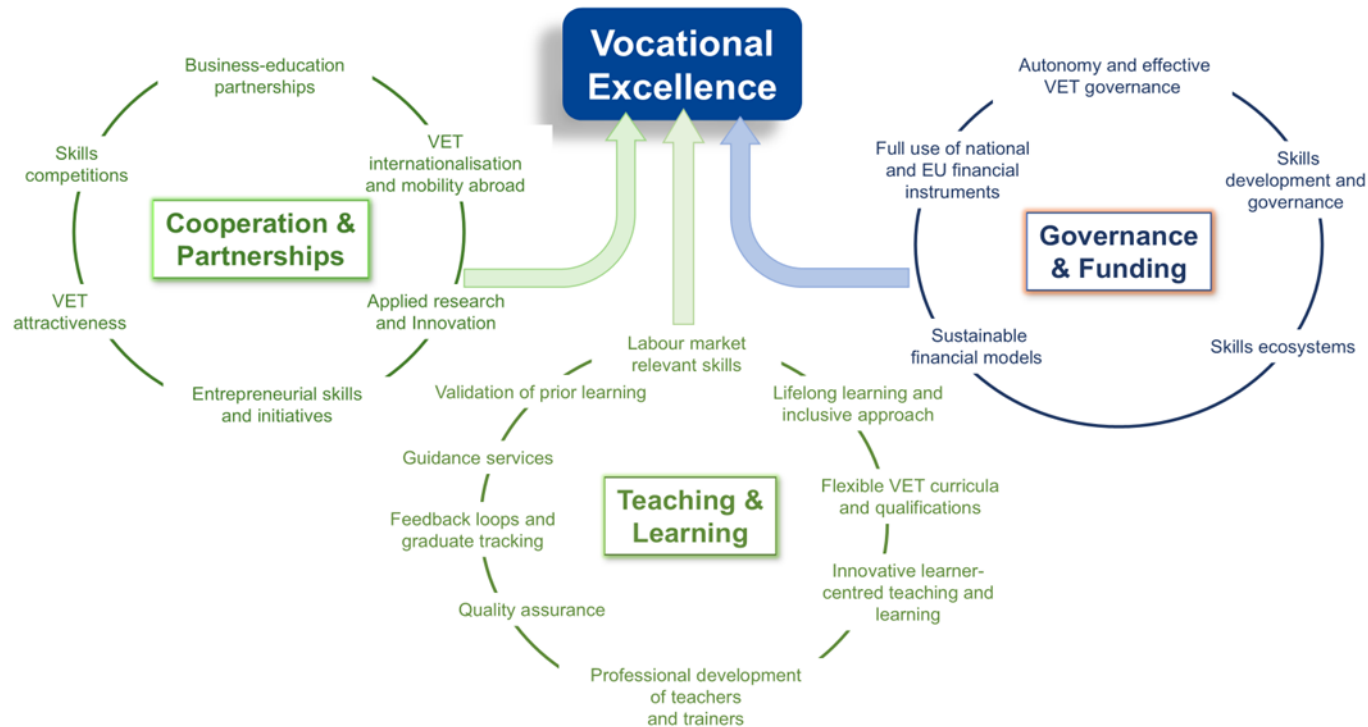 Vocational
Excellence
Business-education
partnerships
VET
internationalisation
and mobility abroad
Skills
competitions
Cooperation &
Partnerships
VET
attractiveness
Applied research
and Innovation
Entrepreneurial skills
and initiatives
Autonomy and effective
VET governance
Full use of national
and EU financial
instruments
Skills
development and
governance
Governance
& Funding
Sustainable
financial models
Skills ecosystems
Labour market
relevant skills
Validation of prior learning
Lifelong learning and
inclusive approach
Guidance services
Flexible VET curricula
and qualifications
Teaching &
Learning
Feedback loops and
graduate tracking
Innovative learner-
centred teaching and
learning
Quality assurance
Professional development
of teachers
and trainers